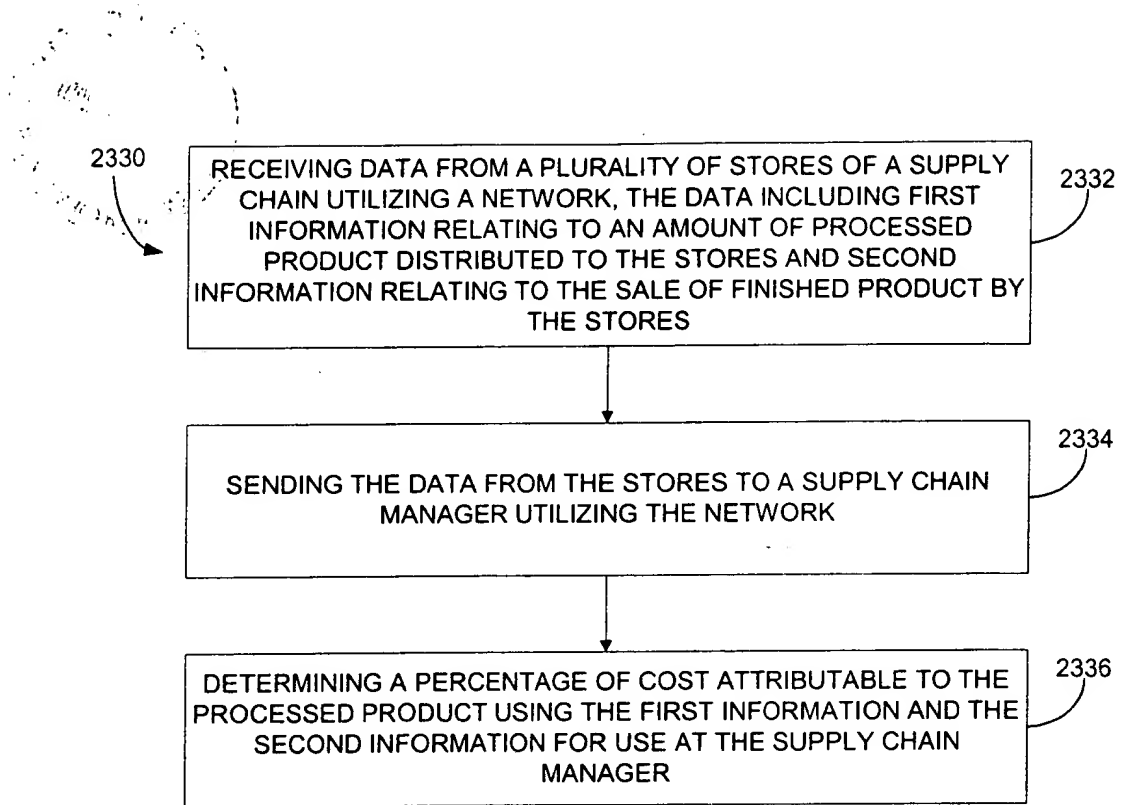 2330
RECEIVING DATA FROM A PLURALITY OF STORES OF A SUPPLY
CHAIN UTILIZING A NETWORK, THE DATA INCLUDING FIRST
INFORMATION RELATING TO AN AMOUNT OF PROCESSED
PRODUCT DISTRIBUTED TO THE STORES AND SECOND
INFORMATION RELATING TO THE SALE OF FINISHED PRODUCT BY
THE STORES
2332
SENDING THE DATA FROM THE STORES TO A SUPPLY CHAIN
MANAGER UTILIZING THE NETWORK
2334
DETERMINING A PERCENTAGE OF COST ATTRIBUTABLE TO THE
PROCESSED PRODUCT USING THE FIRST INFORMATION AND THE
SECOND INFORMATION FOR USE AT THE SUPPLY CHAIN
MANAGER
2336